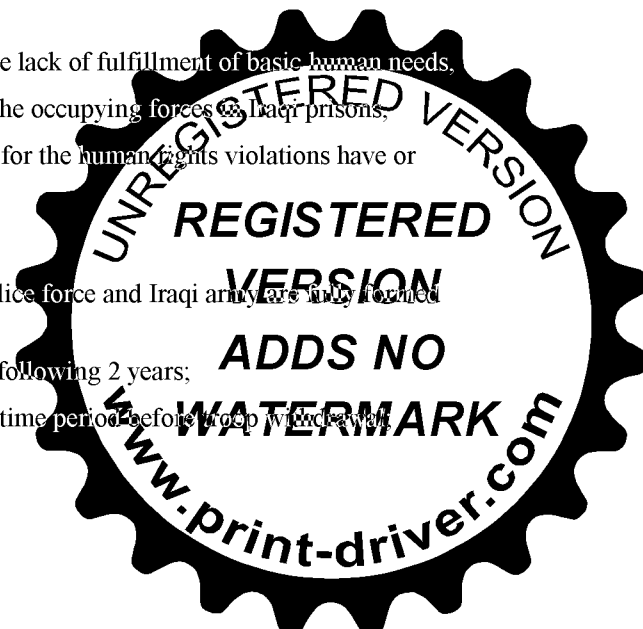 e lack of fulfillment of basic human needs,
he occupying forces in Iraqi prisons,
for the human rights violations have or
lice force and Iraqi army are fully formed
following 2 years;
time period before troop withdrawal;
UNREGISTERED VERSION
REGISTERED
VERSION
ADDS NO
WATERMARK
www.print-driver.com